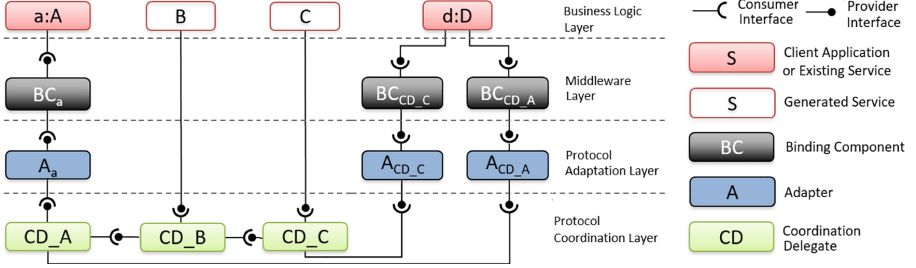 a:A
B
C
d:D
Business Logic
Layer
BCa
BCCD_C
BCCD_A
Middleware
Layer
Aa
ACD_C
ACD_A
Protocol
Adaptation Layer
CD_A
CD_B
CD_C
Protocol
Coordination Layer
Consumer
Interface
Provider
Interface
S
Client Application
or Existing Service
S
Generated Service
BC
Binding Component
A
Adapter
CD
Coordination
Delegate